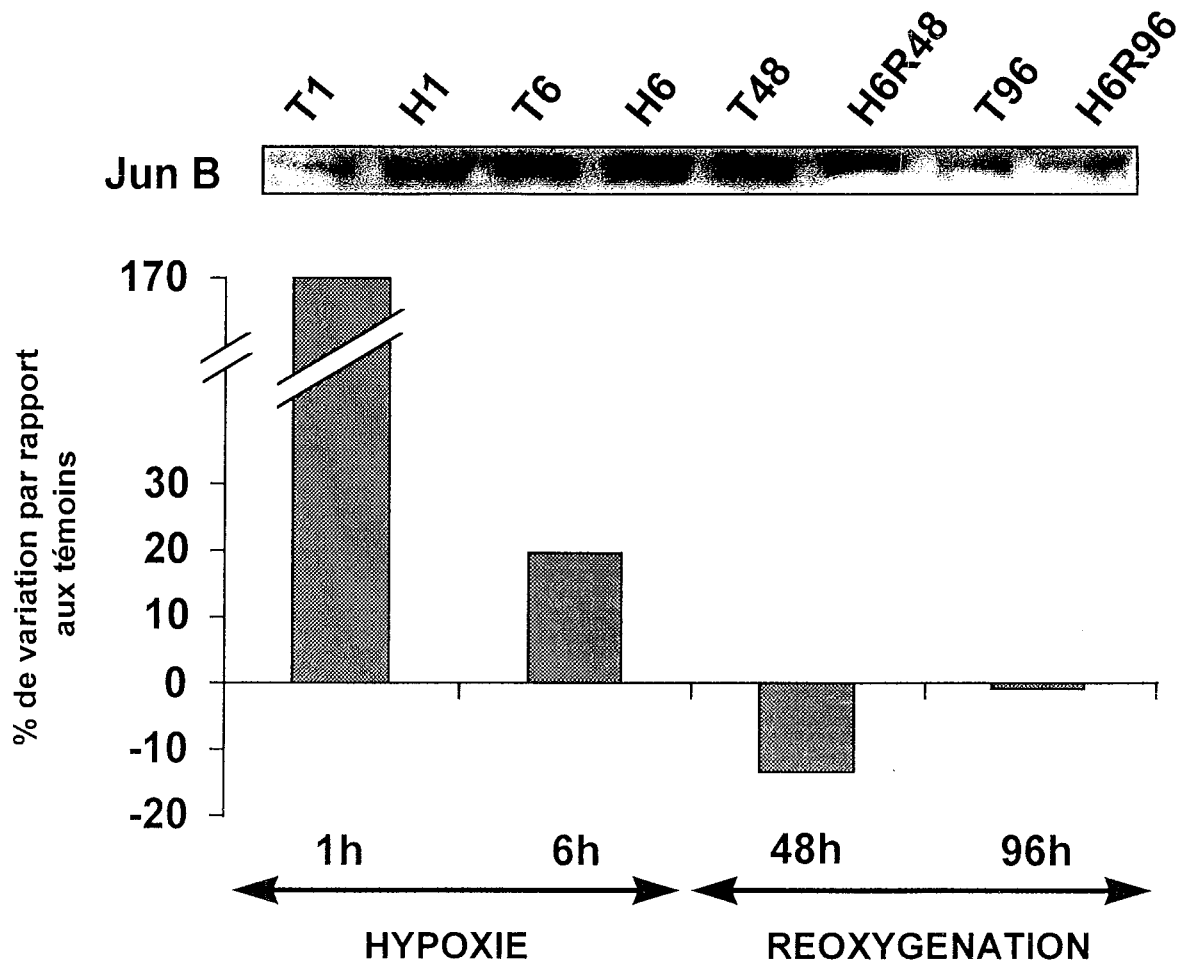 T1 H1 T6 H6 T48 H6R48 T96 H6R96
Jun B
170
30
20
10
0
-10
-20
% de variation par rapport
aux témoins
1h 6h 48h 96h
HYPOXIE REOXYGENATION